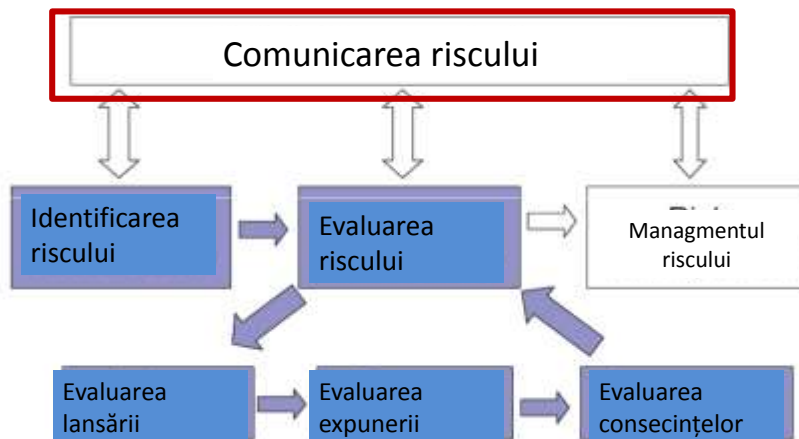 Comunicarea riscului
Identificarea
riscului
Evaluarea
riscului
Managmentul
riscului
Evaluarea
lansării
Evaluarea
expunerii
Evaluarea
consecințelor